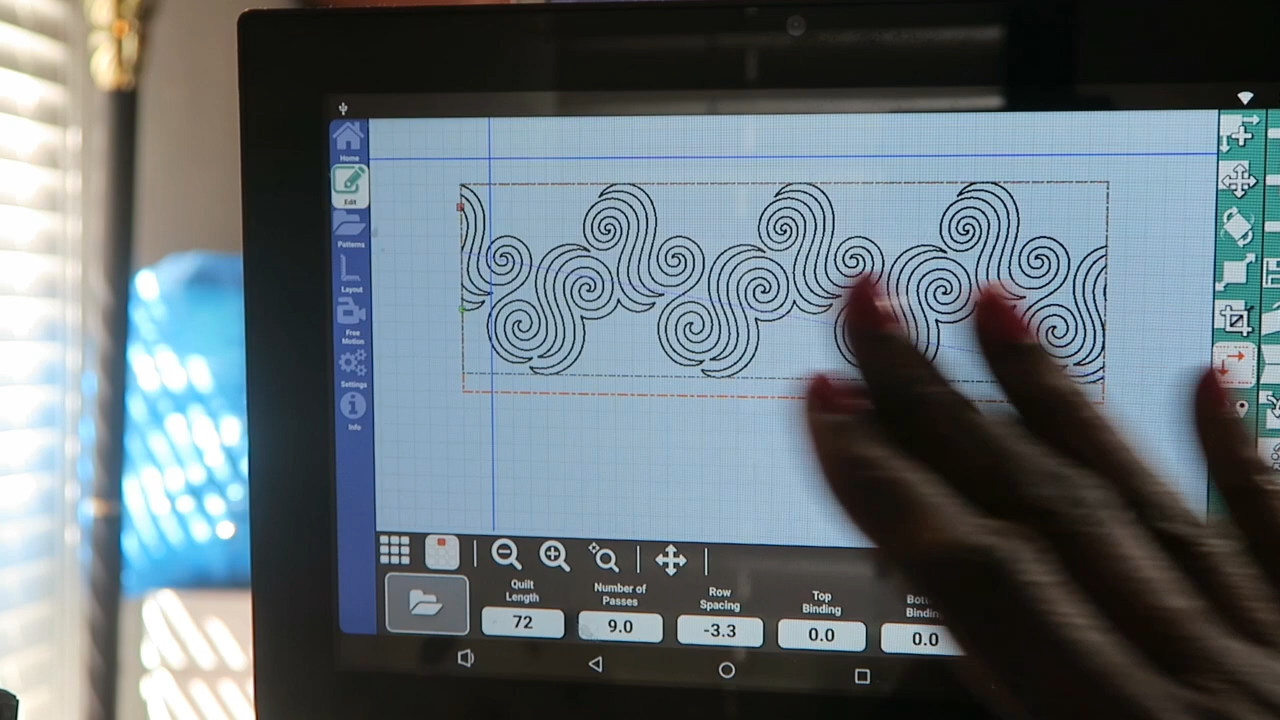 Home
Edit
Patterns
Layout
Free
Motion
Settings
Info
Quilt
Length
72
Number of
Passes
9.0
Row
Spacing
-3.3
Top
Binding
0.0
0.0